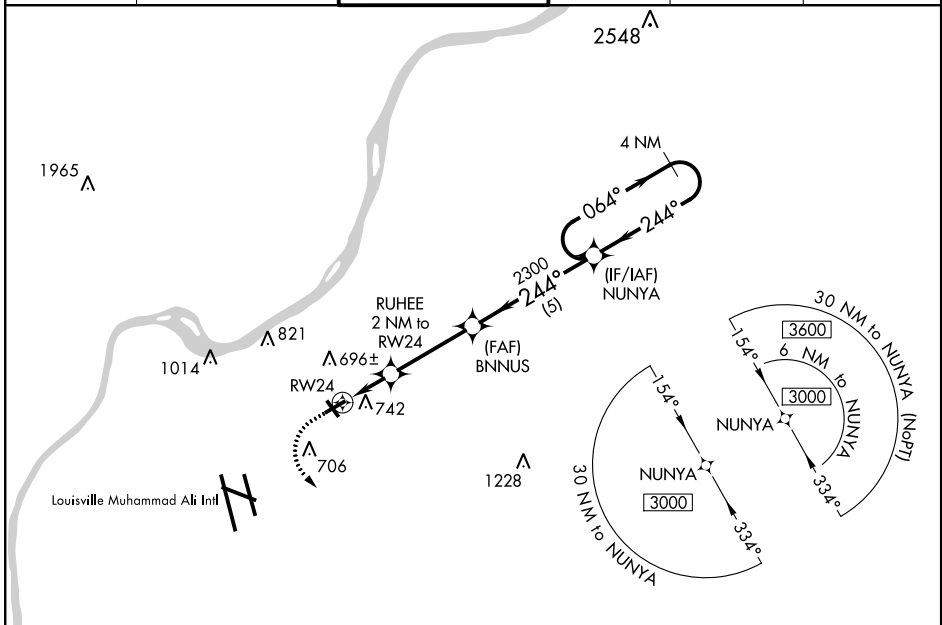 2548
4 NM
1965
064°
244°
2300
244°
(5)
(IF/IAF)
NUNYA
RUHEE
2 NM to
RW24
(FAF)
BNNUS
821
1014
696±
RW24
742
706
1228
Louisville Muhammad Ali Intl
30 NM to NUNYA (NoPT)
3600
154°
6 NM to NUNYA
3000
NUNYA
334°
154°
NUNYA
3000
334°
30 NM to NUNYA